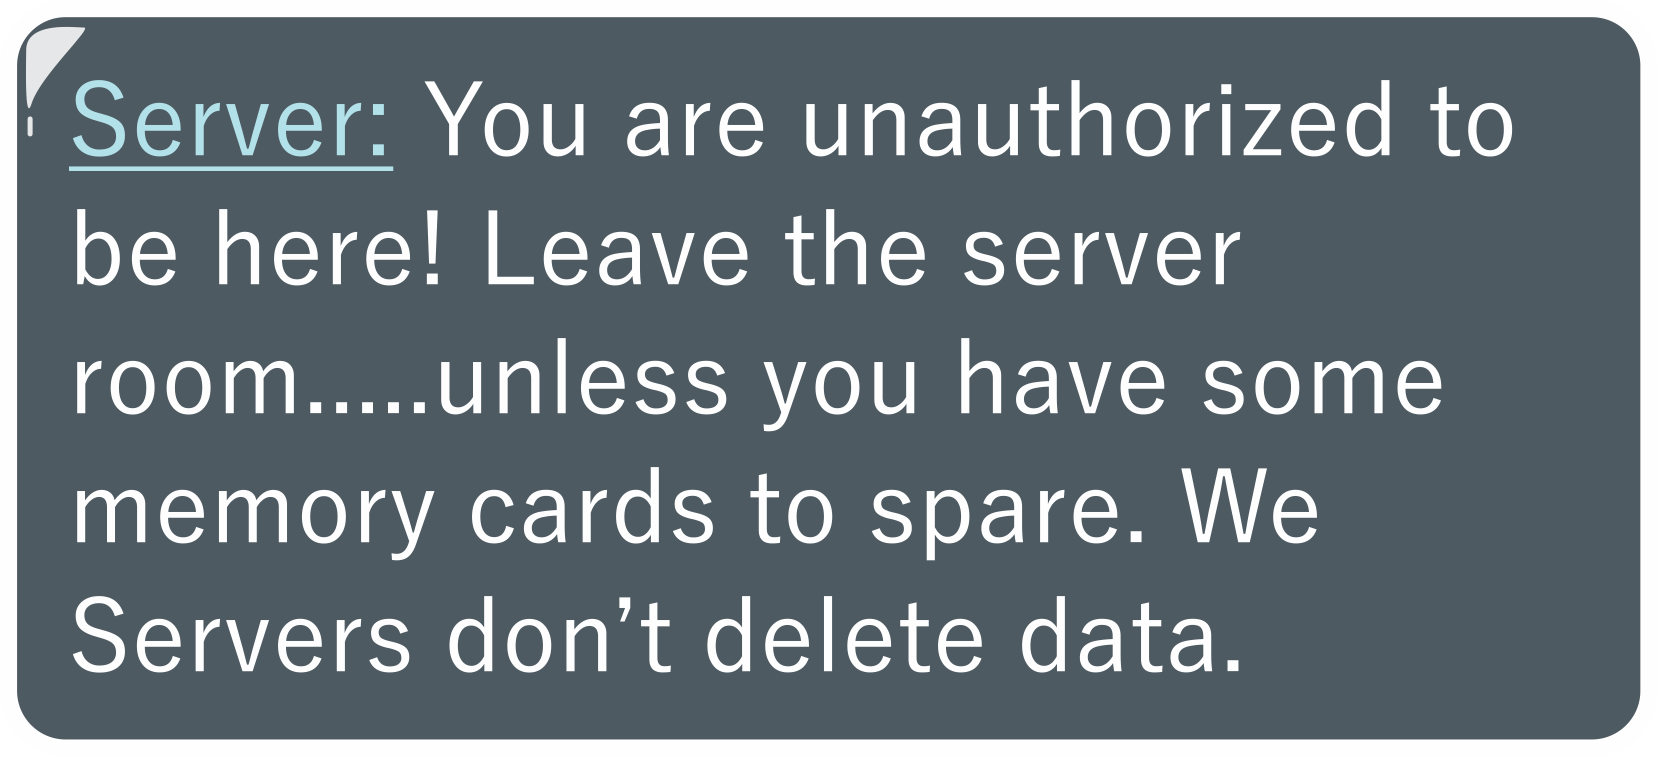 Server: You are unauthorized to
be here! Leave the server
room.....unless you have some
memory cards to spare. We
Servers don’t delete data.